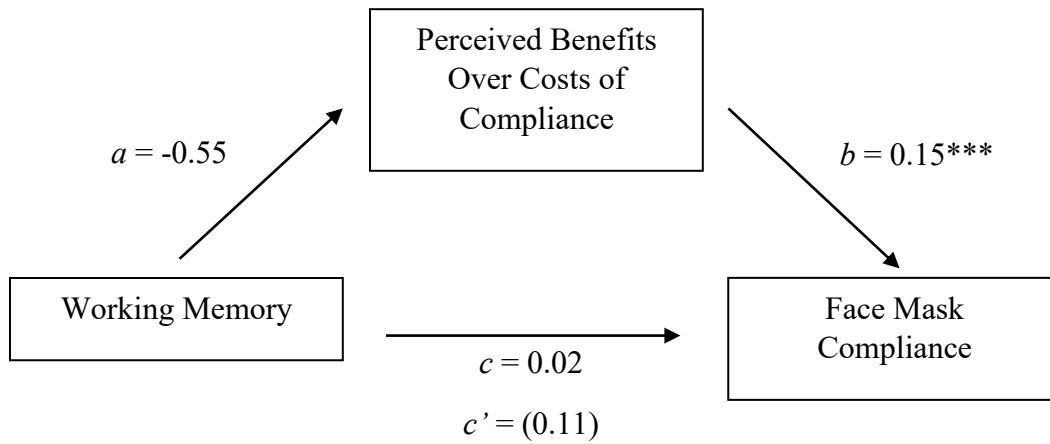 Perceived Benefits
Over Costs of
Compliance
a = -0.55
b = 0.15***
Working Memory
Face Mask
Compliance
c = 0.02
c’ = (0.11)